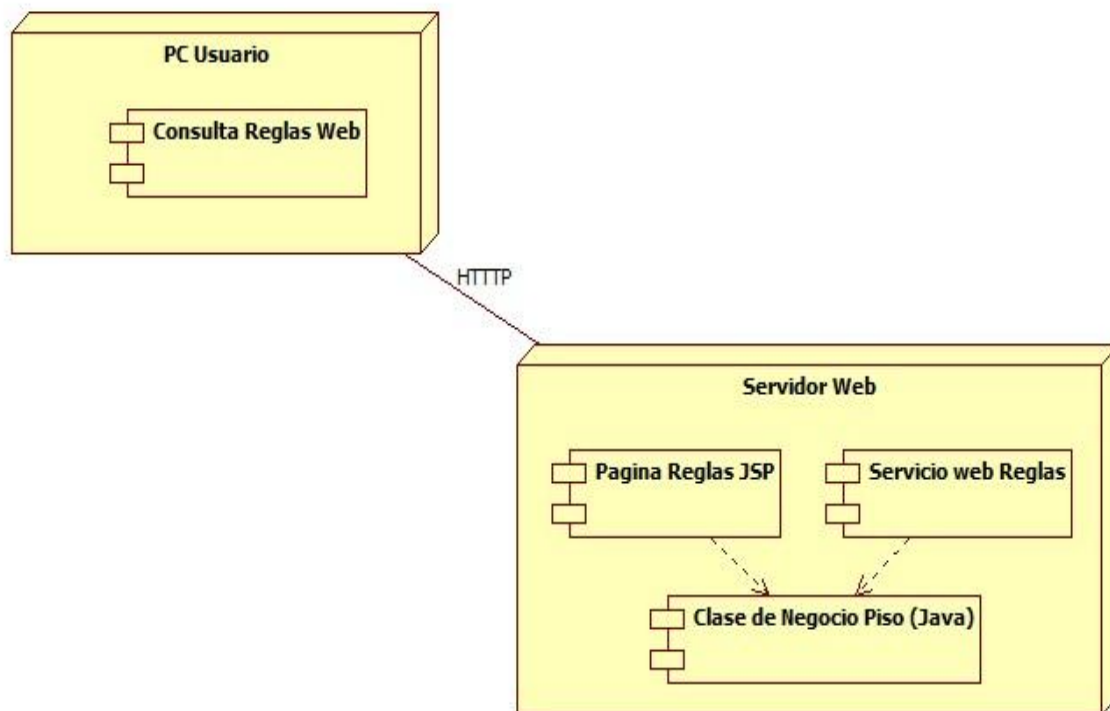 PC Usuario
Consulta Reglas Web
HTTTP
Servidor Web
Pagina Reglas JSP
Servicio web Reglas
Clase de Negocio Piso (Java)